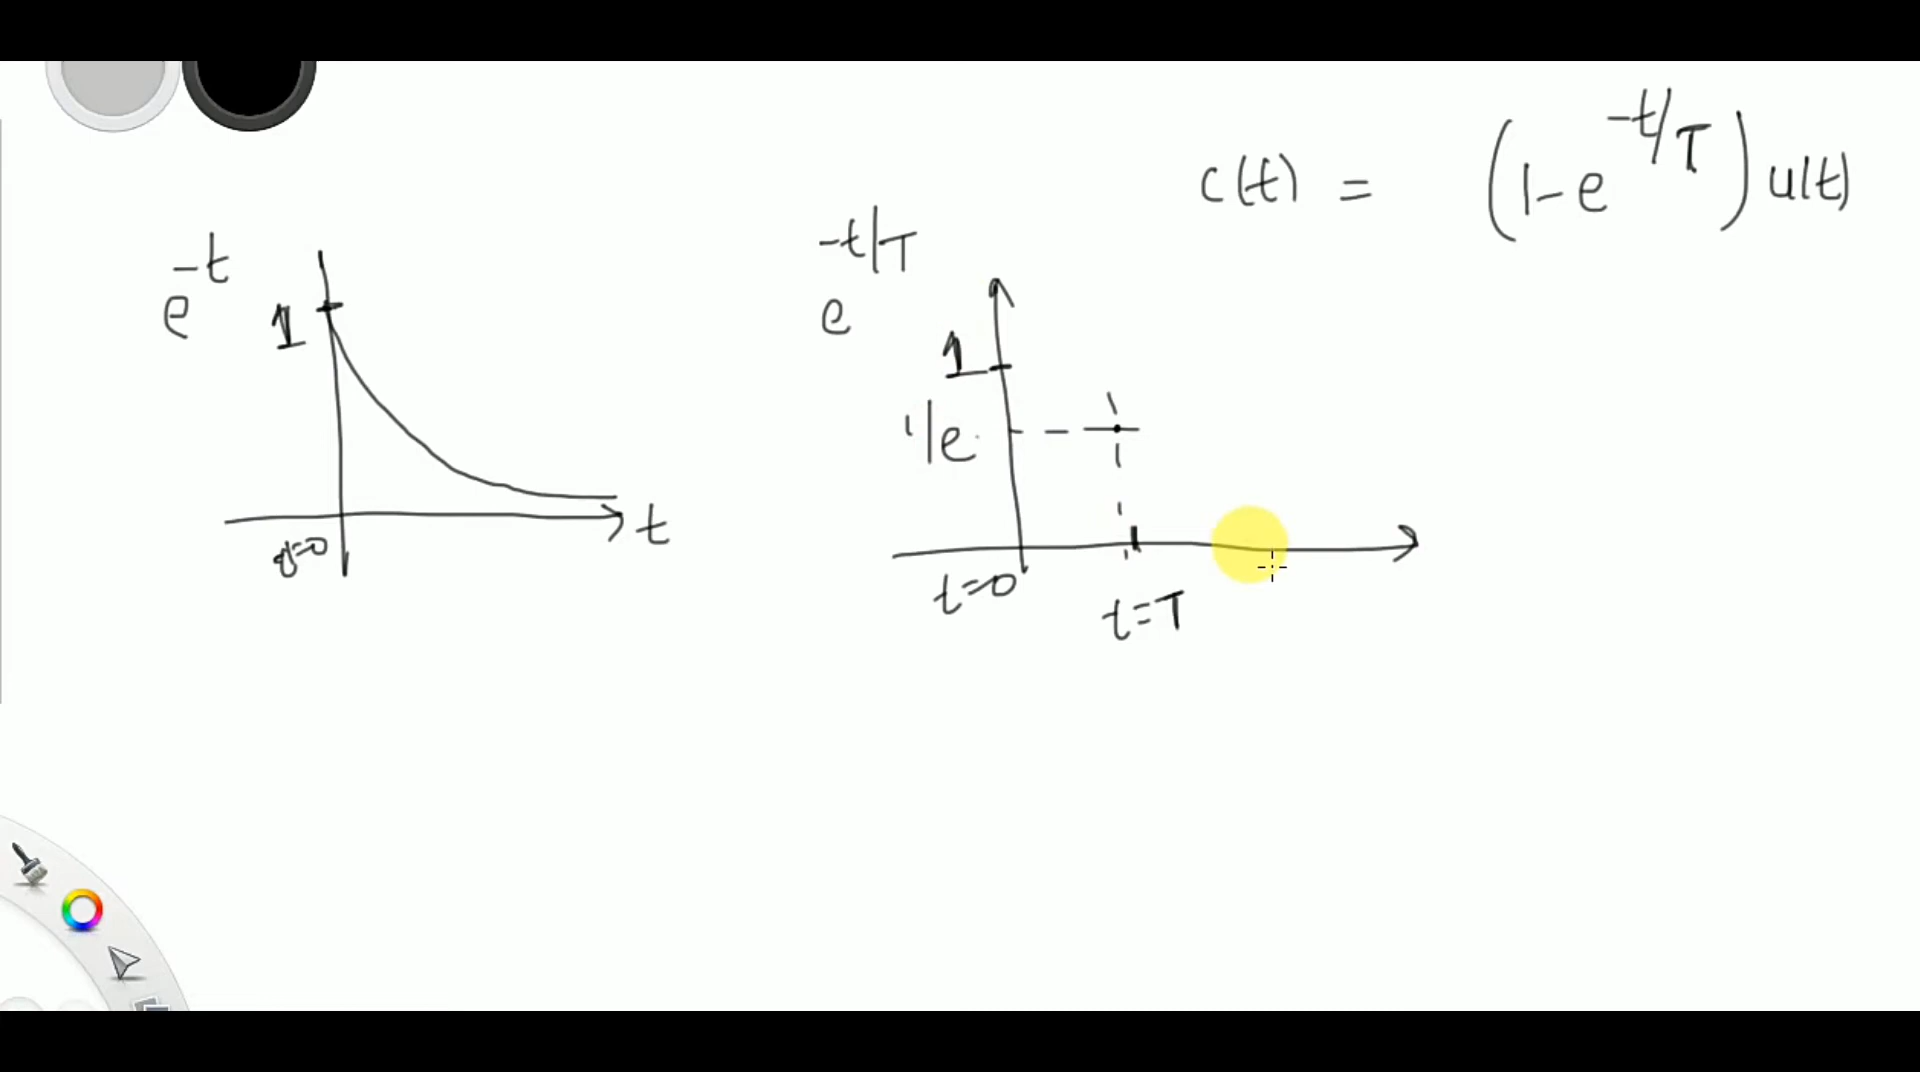 c(t) = (1-e^{-t/T}) u(t)
e^{-t}
1
t=0
t
e^{-t/T}
1
1/e
t=0
t=T